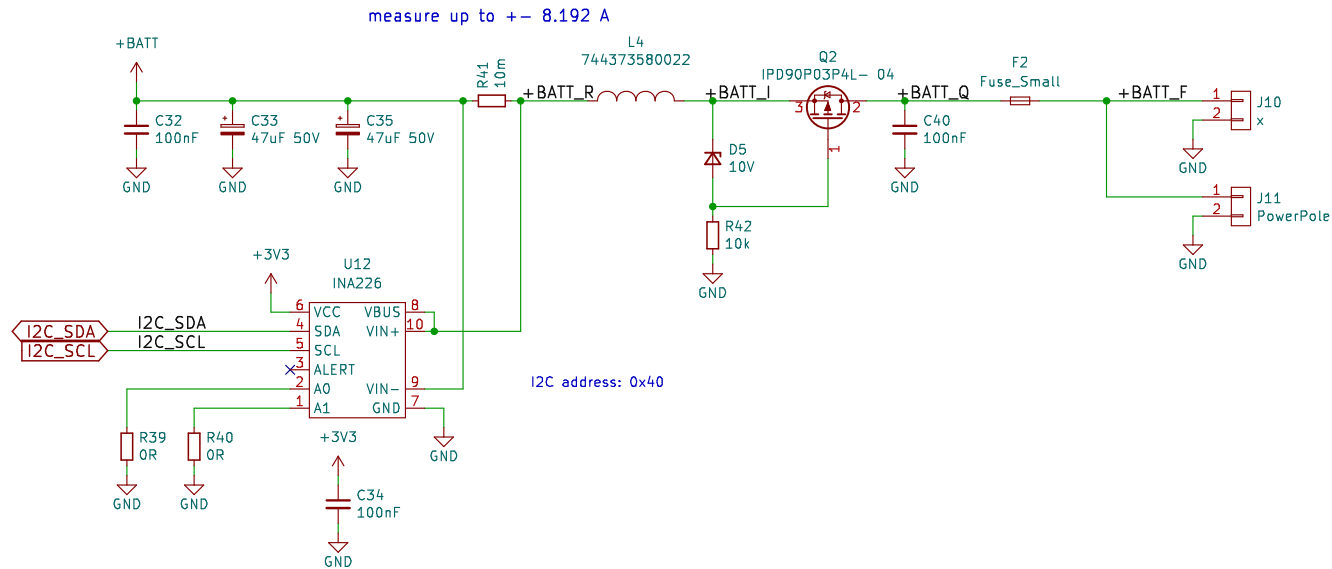 measure up to +- 8.192 A
+BATT
R41
10m
+BATT_R
L4
744373580022
+BATT_I
Q2
IPD90P03P4L- 04
3
2
1
+BATT_Q
F2
Fuse_Small
+BATT_F
1
2
J10
x
GND
C32
100nF
GND
+
C33
47uF 50V
GND
+
C35
47uF 50V
GND
D5
10V
C40
100nF
GND
R42
10k
GND
1
2
J11
PowerPole
GND
+3V3
U12
INA226
6
VCC
VBUS
8
I2C_SDA
I2C_SDA
4
SDA
VIN+
10
I2C_SCL
I2C_SCL
5
SCL
3
ALERT
2
A0
VIN-
9
1
A1
GND
7
I2C address: 0x40
R39
0R
GND
R40
0R
GND
+3V3
GND
C34
100nF
GND